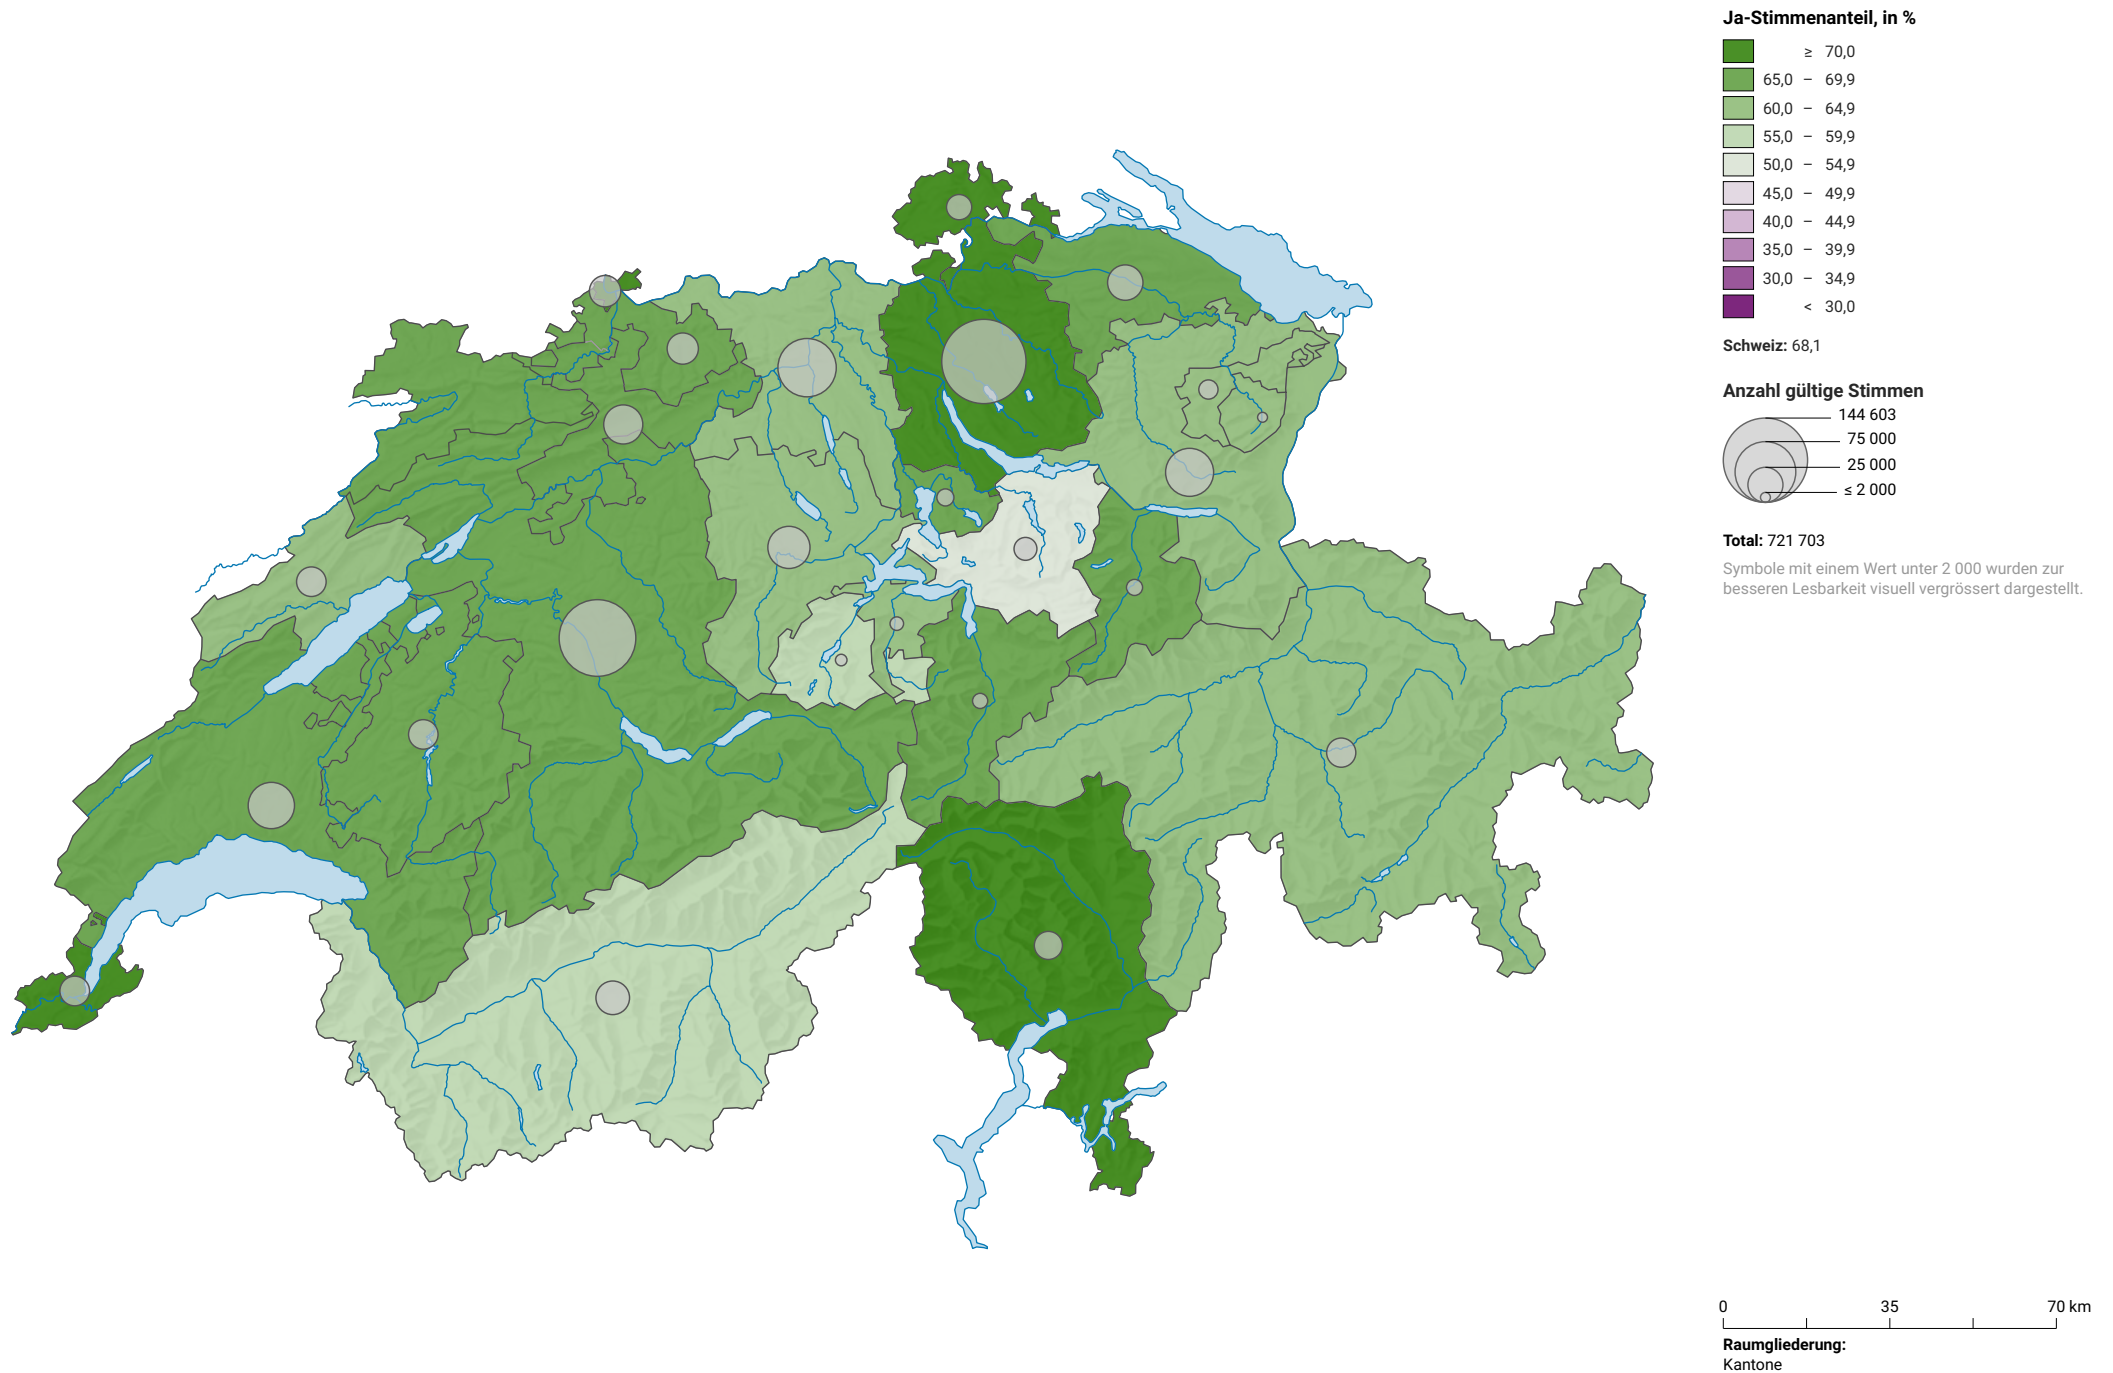 Ja-Stimmenanteil, in %
≥ 70,0
65,0 – 69,9
60,0 – 64,9
55,0 – 59,9
50,0 – 54,9
45,0 – 49,9
40,0 – 44,9
35,0 – 39,9
30,0 – 34,9
< 30,0
Schweiz: 68,1
Anzahl gültige Stimmen
144 603
75 000
25 000
≤ 2 000
Total: 721 703
Symbole mit einem Wert unter 2 000 wurden zur
besseren Lesbarkeit visuell vergrössert dargestellt.
0 35 70 km
Raumgliederung:
Kantone